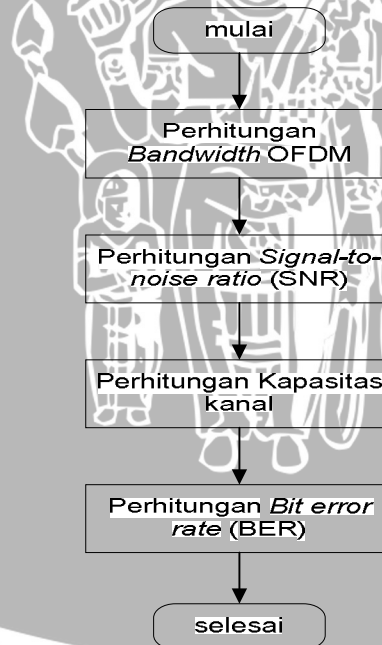 mulai
Perhitungan
Bandwidth OFDM
Perhitungan Signal-to-
noise ratio (SNR)
Perhitungan Kapasitas
kanal
Perhitungan Bit error
rate (BER)
selesai